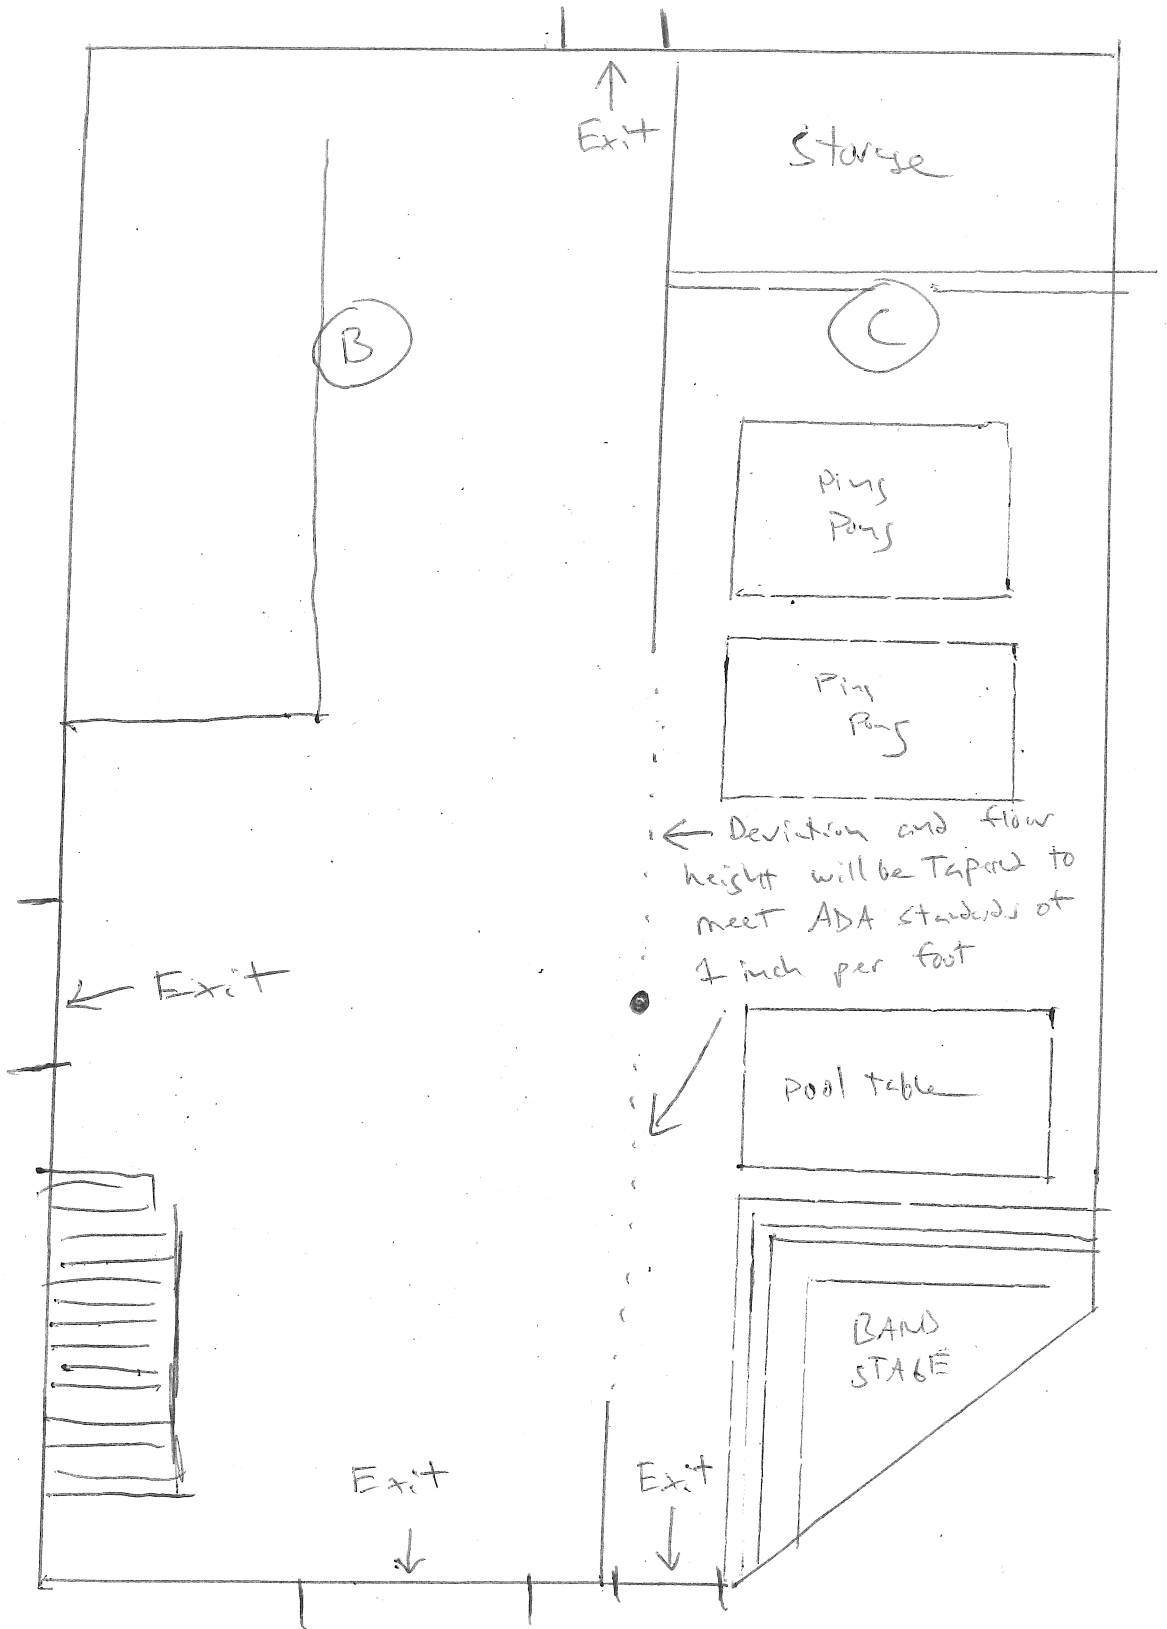 Exit
Storage
B
C
Ping
Pong
Ping
Pong
← Deviation and floor
height will be Tapered to
meet ADA standards of
1 inch per foot
Exit
Pool table
BAND
STAGE
Exit
Exit